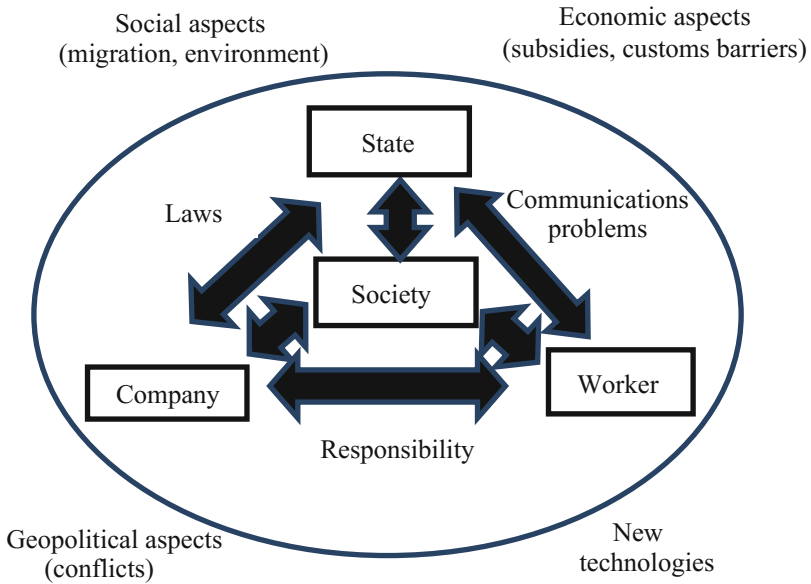 Social aspects
(migration, environment)
Economic aspects
(subsidies, customs barriers)
State
Laws
Communications
problems
Society
Company
Worker
Responsibility
Geopolitical aspects
(conflicts)
New
technologies